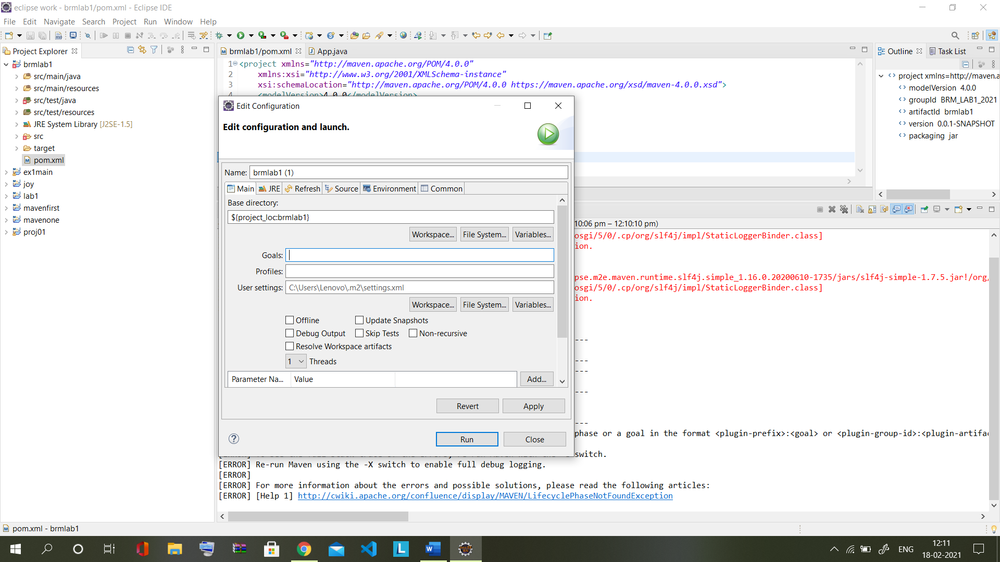 eclipse work - brmlab1/pom.xml - Eclipse IDE
File Edit Navigate Search Project Run Window Help
Project Explorer
brmlab1
src/main/java
src/main/resources
src/test/java
src/test/resources
JRE System Library [J2SE-1.5]
src
target
pom.xml
ex1main
joy
lab1
mavenfirst
mavenone
proj01
brmlab1/pom.xml App.java
1 <project xmlns="http://maven.apache.org/POM/4.0.0"
2 xmlns:xsi="http://www.w3.org/2001/XMLSchema-instance"
3 xsi:schemaLocation="http://maven.apache.org/POM/4.0.0 https://maven.apache.org/xsd/maven-4.0.0.xsd">
4 <modelVersion>4.0.0</modelVersion>
Outline Task List
project xmlns=http://maven.a
modelVersion 4.0.0
groupId BRM_LAB1_2021
artifactId brmlab1
version 0.0.1-SNAPSHOT
packaging jar
Edit Configuration
Edit configuration and launch.
Name: brmlab1 (1)
Main JRE Refresh Source Environment Common
Base directory:
${project_loc:brmlab1}
Workspace... File System... Variables...
Goals:
Profiles:
User settings: C:\Users\Lenovo\.m2\settings.xml
Workspace... File System... Variables...
Offline Update Snapshots
Debug Output Skip Tests Non-recursive
Resolve Workspace artifacts
1 Threads
Parameter Na... Value Add...
Revert Apply
Run Close
10:06 pm – 12:10:10 pm)
osgi/5/0/.cp/org/slf4j/impl/StaticLoggerBinder.class]
ion.
pse.m2e.maven.runtime.slf4j.simple_1.16.0.20200610-1735/jars/slf4j-simple-1.7.5.jar!/org,
osgi/5/0/.cp/org/slf4j/impl/StaticLoggerBinder.class]
ion.
---
---
---
---
---
phase or a goal in the format <plugin-prefix>:<goal> or <plugin-group-id>:<plugin-artifac
switch.
[ERROR] Re-run Maven using the -X switch to enable full debug logging.
[ERROR]
[ERROR] For more information about the errors and possible solutions, please read the following articles:
[ERROR] [Help 1] http://cwiki.apache.org/confluence/display/MAVEN/LifecyclePhaseNotFoundException
pom.xml - brmlab1
ENG
12:11
18-02-2021